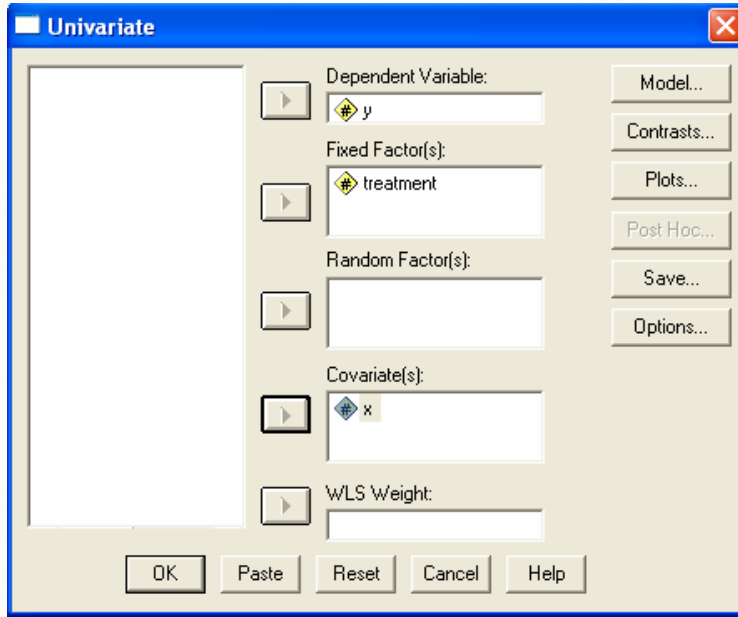 Univariate
Dependent Variable:
# y
Fixed Factor(s):
# treatment
Random Factor(s):
Covariate(s):
# x
WLS Weight:
Model...
Contrasts...
Plots...
Post Hoc...
Save...
Options...
OK
Paste
Reset
Cancel
Help